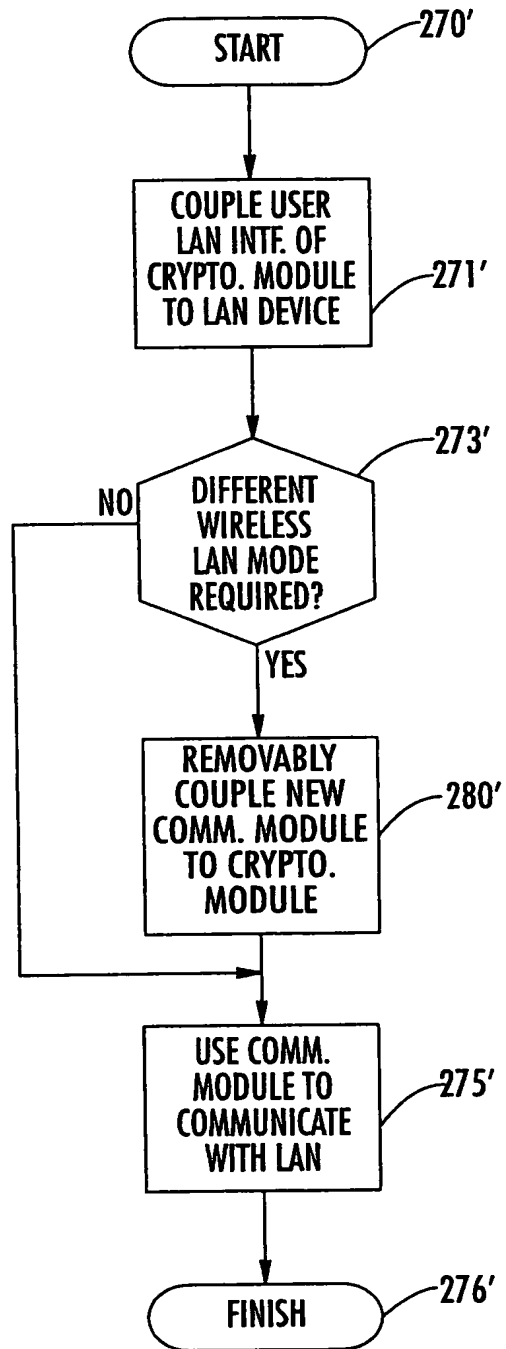 START
270'
COUPLE USER
LAN INTF. OF
CRYPTO. MODULE
TO LAN DEVICE
271'
273'
DIFFERENT
WIRELESS
LAN MODE
REQUIRED?
NO
YES
REMOVABLY
COUPLE NEW
COMM. MODULE
TO CRYPTO.
MODULE
280'
USE COMM.
MODULE TO
COMMUNICATE
WITH LAN
275'
FINISH
276'